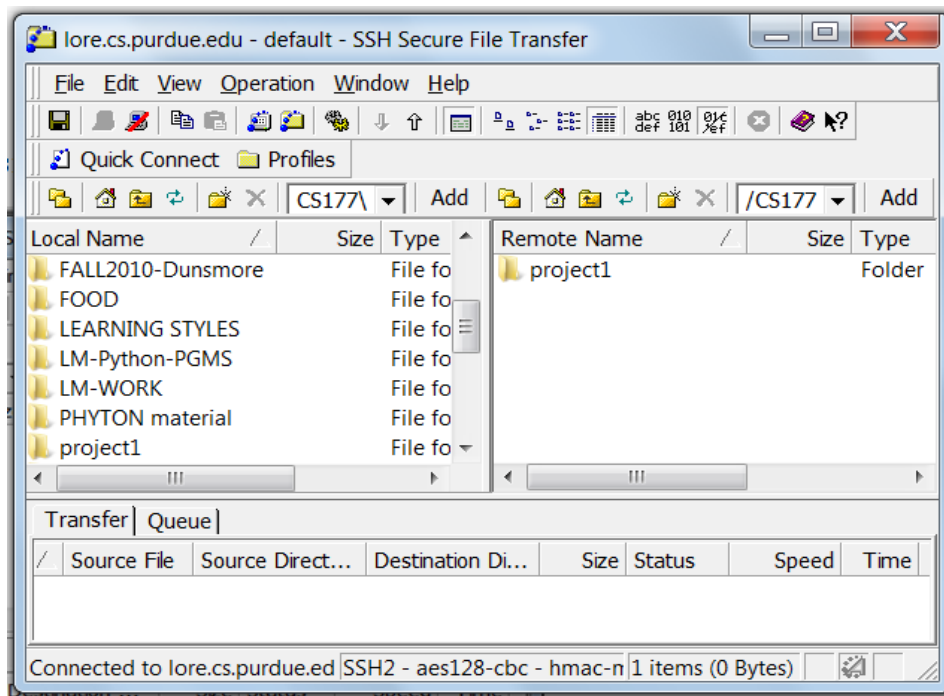 lore.cs.purdue.edu - default - SSH Secure File Transfer
File Edit View Operation Window Help
abc 010
def 101
Quick Connect Profiles
CS177\ Add /CS177 Add
Local Name Size Type Remote Name Size Type
FALL2010-Dunsmore File fo project1 Folder
FOOD File fo
LEARNING STYLES File fo
LM-Python-PGMS File fo
LM-WORK File fo
PHYTON material File fo
project1 File fo
Transfer Queue
Source File Source Direct... Destination Di... Size Status Speed Time
Connected to lore.cs.purdue.ed SSH2 - aes128-cbc - hmac-m 1 items (0 Bytes)